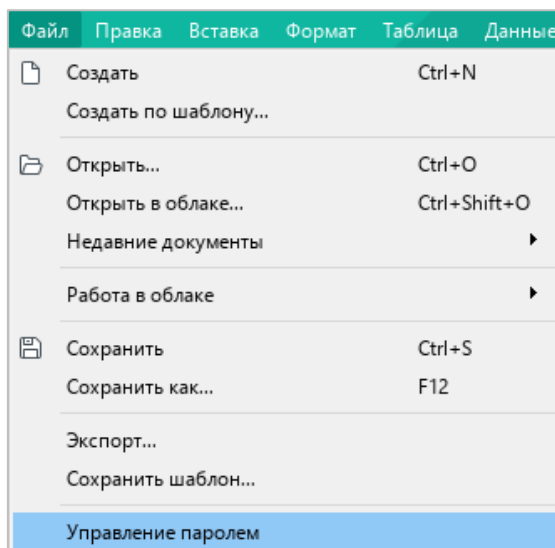 Файл Правка Вставка Формат Таблица Данные
Создать Ctrl+N
Создать по шаблону...
Открыть... Ctrl+O
Открыть в облаке... Ctrl+Shift+O
Недавние документы
Работа в облаке
Сохранить Ctrl+S
Сохранить как... F12
Экспорт...
Сохранить шаблон...
Управление паролем